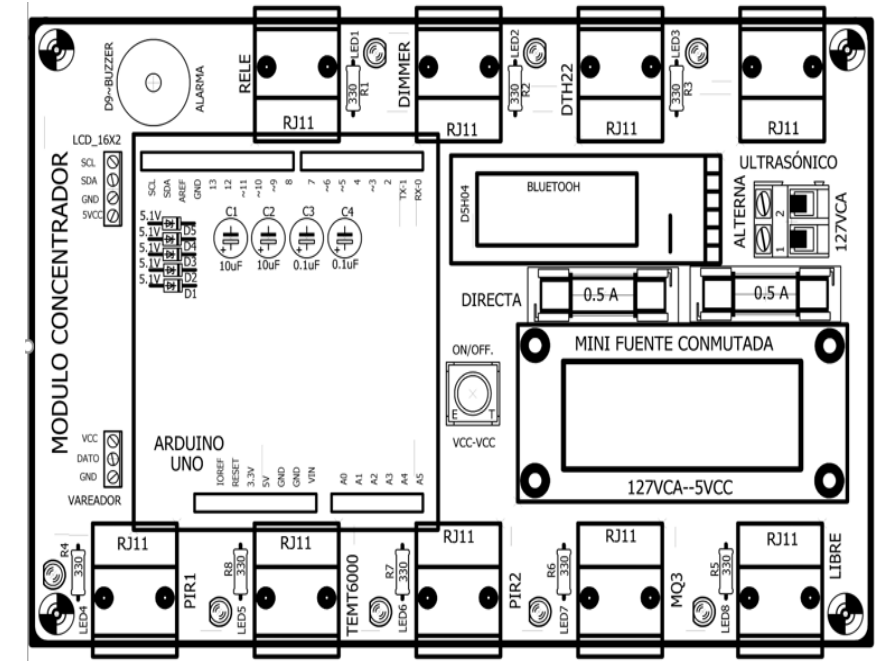 D9~BUZZER
ALARMA
RELE
RJ11
LED1
330
R1
DIMMER
RJ11
LED2
330
R2
DTH22
RJ11
LED3
330
R3
RJ11
ULTRASÓNICO
MODULO CONCENTRADOR
LCD_16X2
SCL
SDA
GND
5VCC
SCL
SDA
AREF
GND
13
12
~11
~10
~9
8
7
~6
~5
4
~3
2
TX-1
RX-0
5.1V
D5
5.1V
D4
5.1V
D3
5.1V
D2
5.1V
D1
C1
C2
C3
C4
10uF
10uF
0.1uF
0.1uF
D5H04
BLUETOOH
ALTERNA
2
1
127VCA
DIRECTA
0.5 A
0.5 A
ON/OFF.
E
T
VCC-VCC
MINI FUENTE CONMUTADA
127VCA--5VCC
VCC
DATO
GND
VAREADOR
ARDUINO
UNO
IOREF
RESET
3.3V
5V
GND
GND
VIN
A0
A1
A2
A3
A4
A5
R4
330
LED4
RJ11
PIR1
R8
330
LED5
RJ11
TEMT6000
R7
330
LED6
RJ11
PIR2
R6
330
LED7
RJ11
MQ3
R5
330
LED8
RJ11
LIBRE